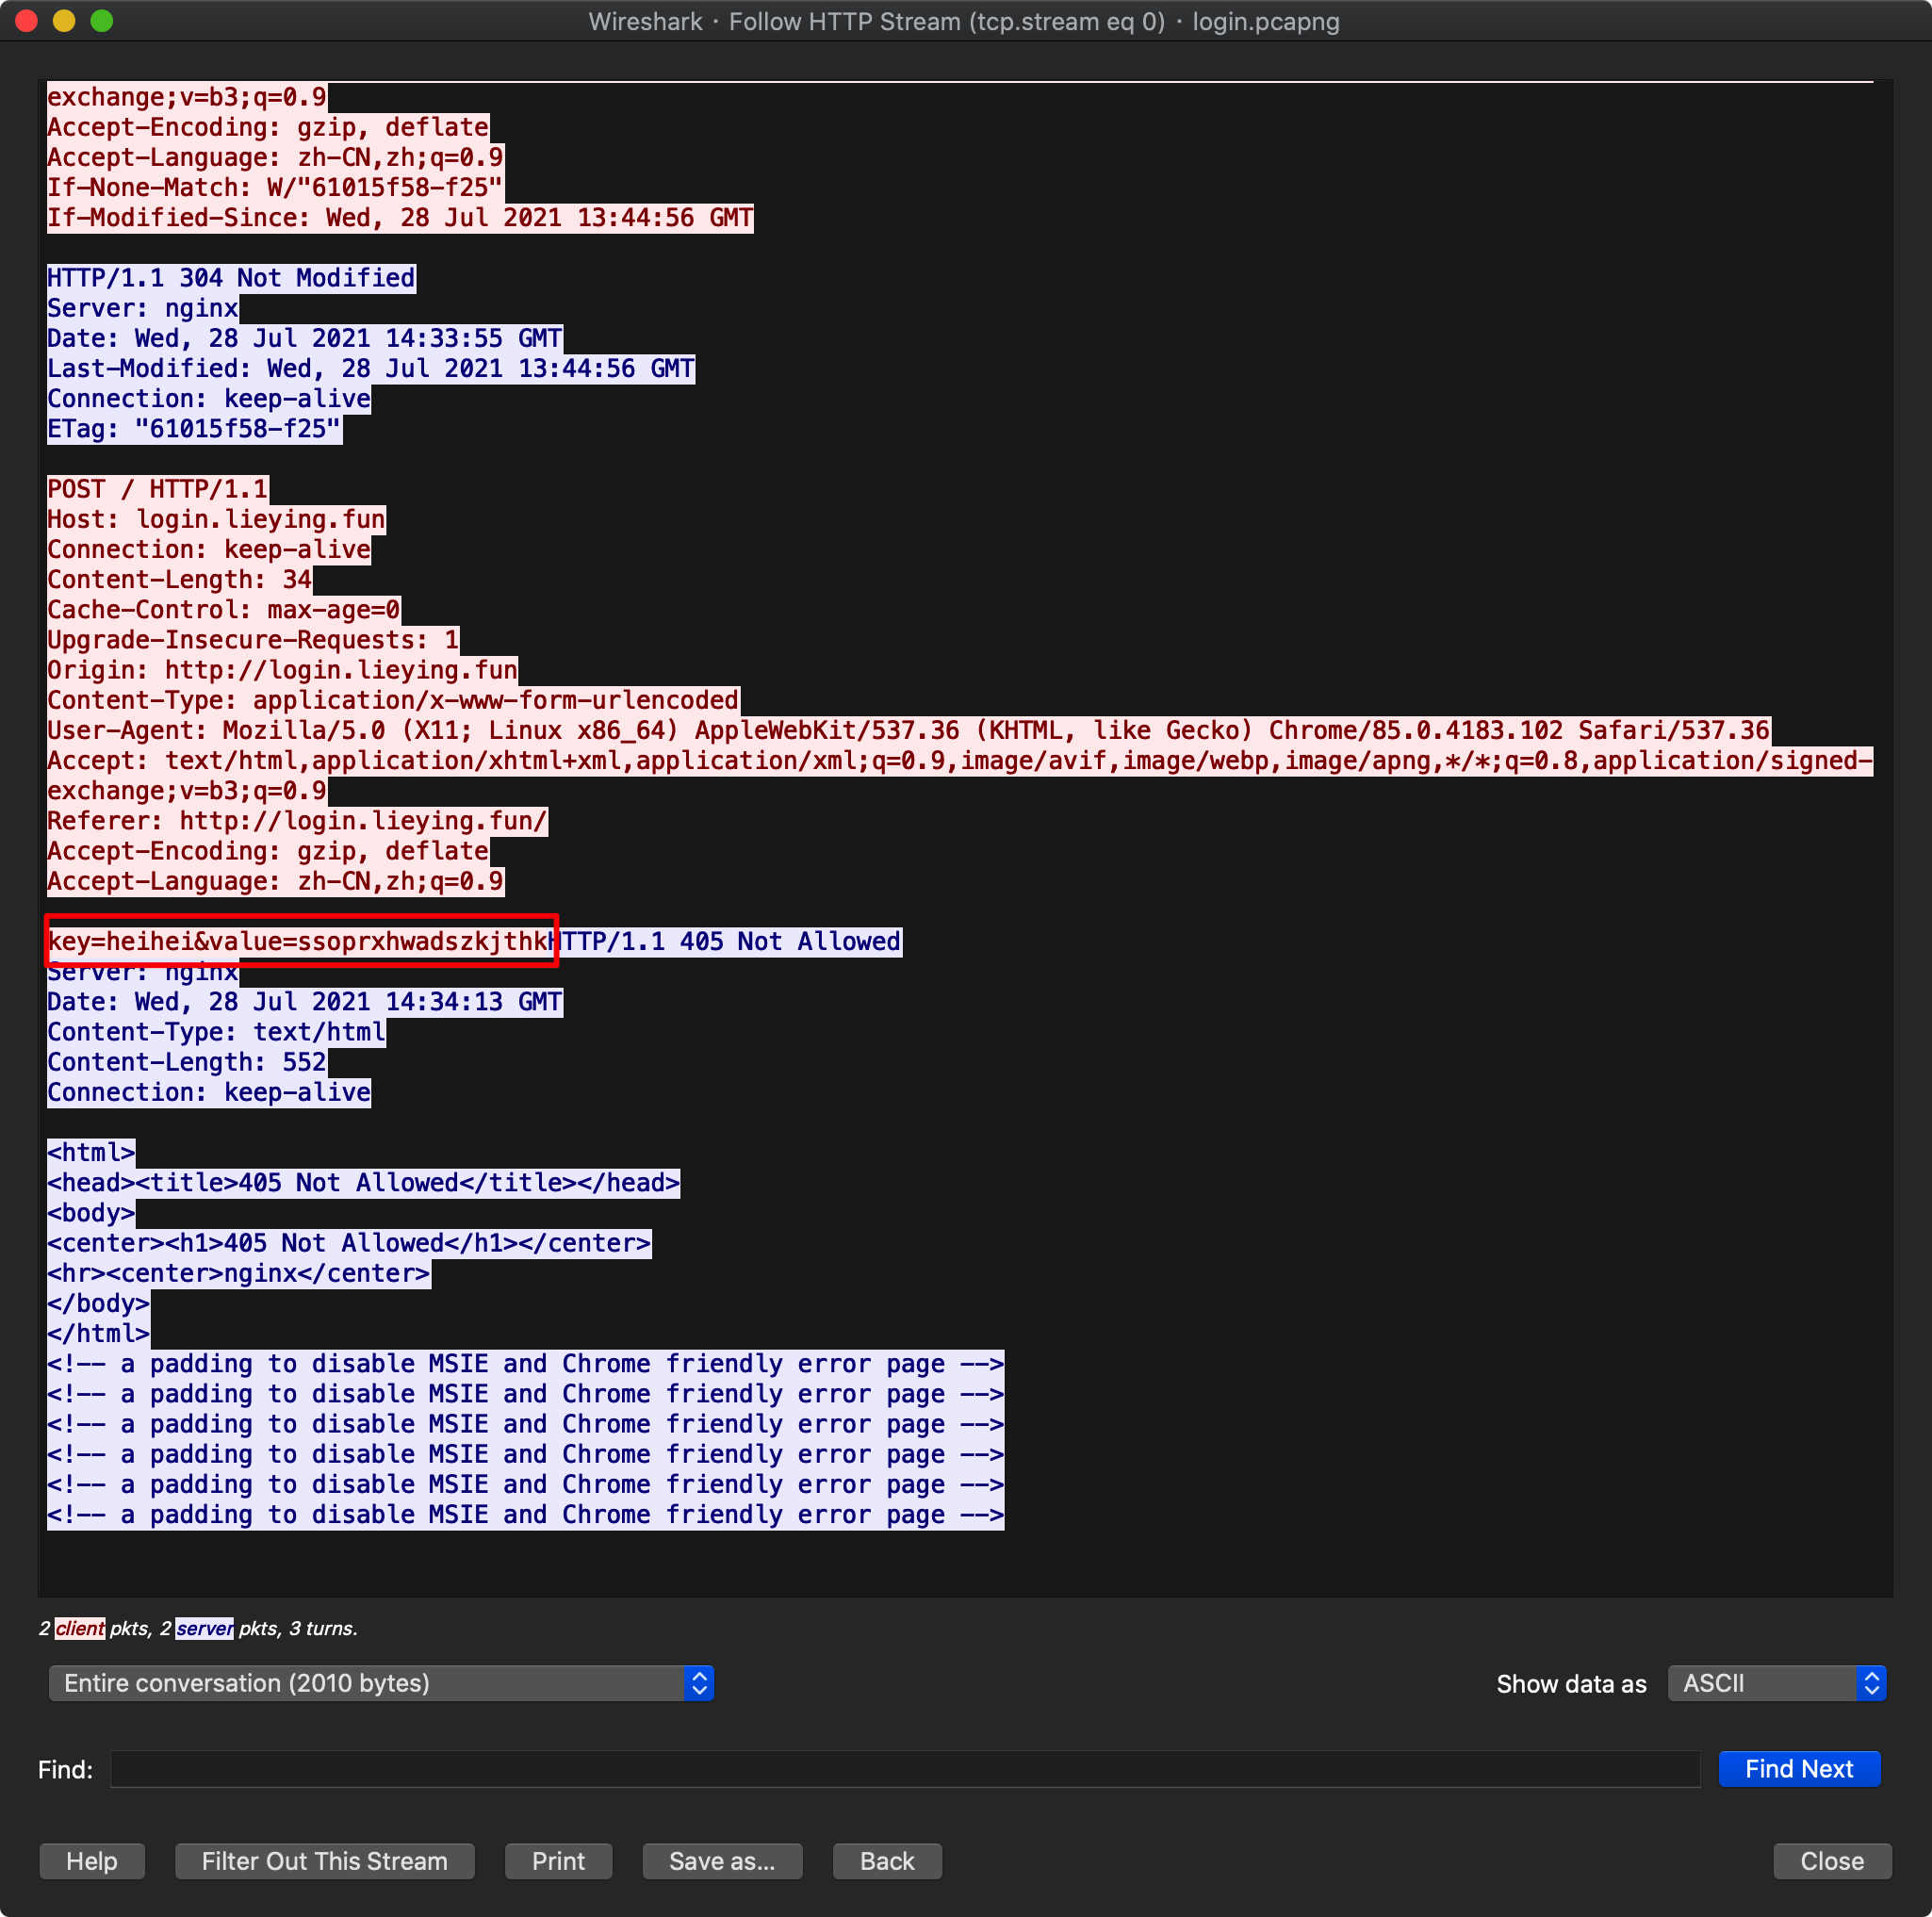 Wireshark · Follow HTTP Stream (tcp.stream eq 0) · login.pcapng
exchange;v=b3;q=0.9
Accept-Encoding: gzip, deflate
Accept-Language: zh-CN,zh;q=0.9
If-None-Match: W/"61015f58-f25"
If-Modified-Since: Wed, 28 Jul 2021 13:44:56 GMT
HTTP/1.1 304 Not Modified
Server: nginx
Date: Wed, 28 Jul 2021 14:33:55 GMT
Last-Modified: Wed, 28 Jul 2021 13:44:56 GMT
Connection: keep-alive
ETag: "61015f58-f25"
POST / HTTP/1.1
Host: login.lieying.fun
Connection: keep-alive
Content-Length: 34
Cache-Control: max-age=0
Upgrade-Insecure-Requests: 1
Origin: http://login.lieying.fun
Content-Type: application/x-www-form-urlencoded
User-Agent: Mozilla/5.0 (X11; Linux x86_64) AppleWebKit/537.36 (KHTML, like Gecko) Chrome/85.0.4183.102 Safari/537.36
Accept: text/html,application/xhtml+xml,application/xml;q=0.9,image/avif,image/webp,image/apng,*/*;q=0.8,application/signed-
exchange;v=b3;q=0.9
Referer: http://login.lieying.fun/
Accept-Encoding: gzip, deflate
Accept-Language: zh-CN,zh;q=0.9
key=heihei&value=ssoprxhwadszkjthkHTTP/1.1 405 Not Allowed
Server: nginx
Date: Wed, 28 Jul 2021 14:34:13 GMT
Content-Type: text/html
Content-Length: 552
Connection: keep-alive
<html>
<head><title>405 Not Allowed</title></head>
<body>
<center><h1>405 Not Allowed</h1></center>
<hr><center>nginx</center>
</body>
</html>
<!-- a padding to disable MSIE and Chrome friendly error page -->
<!-- a padding to disable MSIE and Chrome friendly error page -->
<!-- a padding to disable MSIE and Chrome friendly error page -->
<!-- a padding to disable MSIE and Chrome friendly error page -->
<!-- a padding to disable MSIE and Chrome friendly error page -->
<!-- a padding to disable MSIE and Chrome friendly error page -->
2 client pkts, 2 server pkts, 3 turns.
Entire conversation (2010 bytes) Show data as ASCII
Find: Find Next
Help Filter Out This Stream Print Save as... Back Close